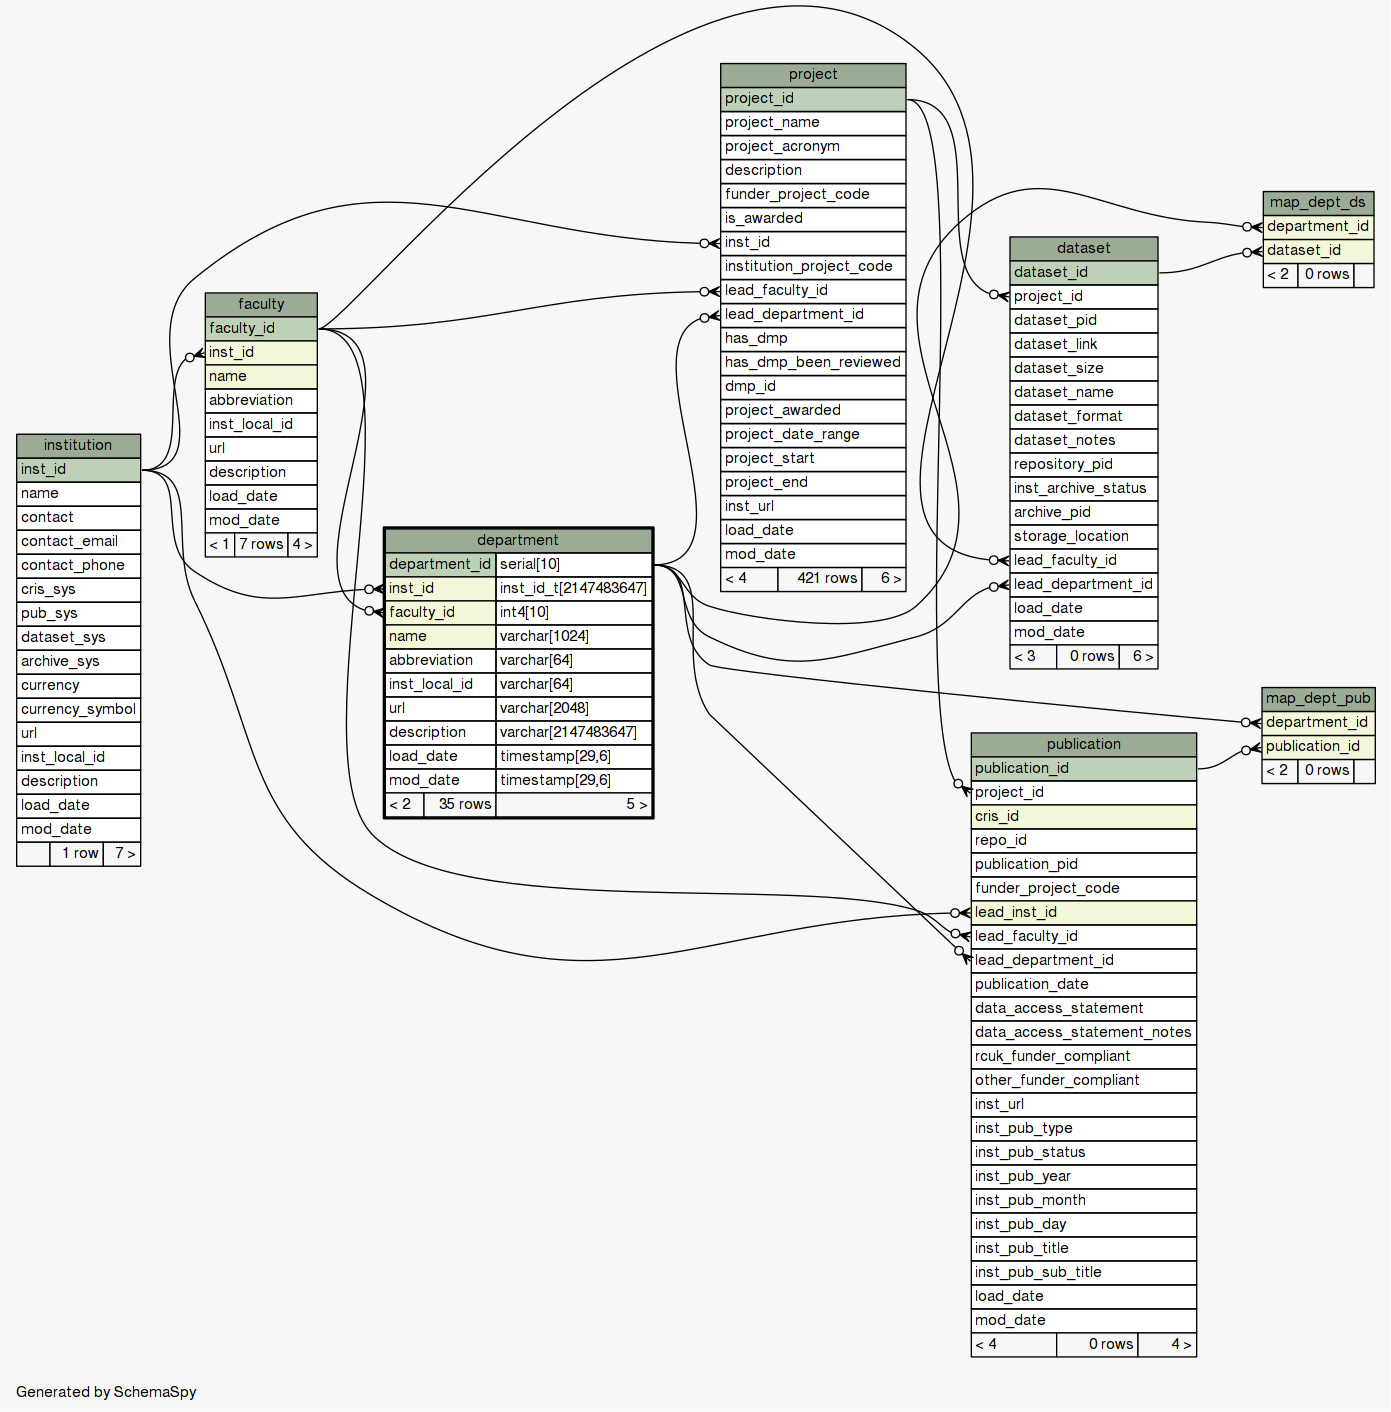 project
project_id
project_name
project_acronym
description
funder_project_code
is_awarded
inst_id
institution_project_code
lead_faculty_id
lead_department_id
has_dmp
has_dmp_been_reviewed
dmp_id
project_awarded
project_date_range
project_start
project_end
inst_url
load_date
mod_date
< 4 421 rows 6 >
map_dept_ds
department_id
dataset_id
< 2 0 rows
dataset
dataset_id
project_id
dataset_pid
dataset_link
dataset_size
dataset_name
dataset_format
dataset_notes
repository_pid
inst_archive_status
archive_pid
storage_location
lead_faculty_id
lead_department_id
load_date
mod_date
< 3 0 rows 6 >
faculty
faculty_id
inst_id
name
abbreviation
inst_local_id
url
description
load_date
mod_date
< 1 7 rows 4 >
institution
inst_id
name
contact
contact_email
contact_phone
cris_sys
pub_sys
dataset_sys
archive_sys
currency
currency_symbol
url
inst_local_id
description
load_date
mod_date
1 row 7 >
department
department_id serial[10]
inst_id inst_id_t[2147483647]
faculty_id int4[10]
name varchar[1024]
abbreviation varchar[64]
inst_local_id varchar[64]
url varchar[2048]
description varchar[2147483647]
load_date timestamp[29,6]
mod_date timestamp[29,6]
< 2 35 rows 5 >
map_dept_pub
department_id
publication_id
< 2 0 rows
publication
publication_id
project_id
cris_id
repo_id
publication_pid
funder_project_code
lead_inst_id
lead_faculty_id
lead_department_id
publication_date
data_access_statement
data_access_statement_notes
rcuk_funder_compliant
other_funder_compliant
inst_url
inst_pub_type
inst_pub_status
inst_pub_year
inst_pub_month
inst_pub_day
inst_pub_title
inst_pub_sub_title
load_date
mod_date
< 4 0 rows 4 >
Generated by SchemaSpy